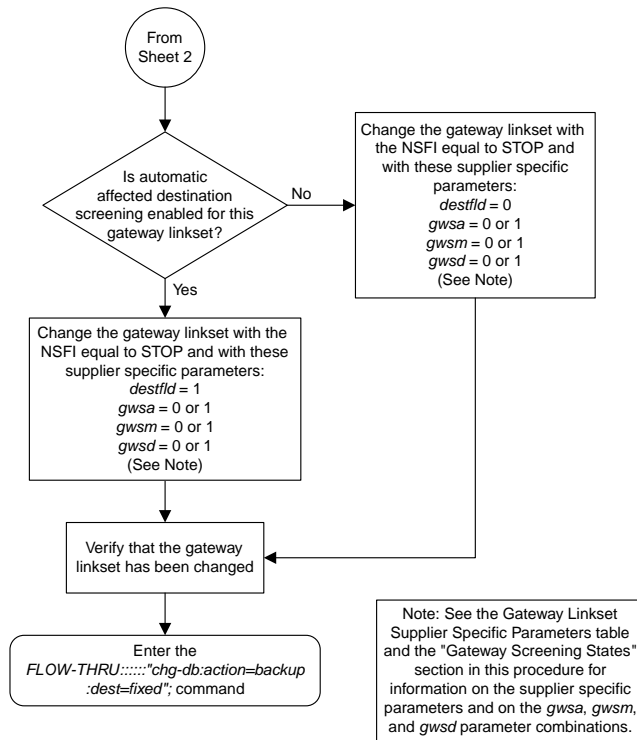 From
Sheet 2
Is automatic
affected destination
screening enabled for this
gateway linkset?
No
Yes
Change the gateway linkset with
the NSFI equal to STOP and
with these supplier specific
parameters:
destfld = 0
gwsa = 0 or 1
gwsm = 0 or 1
gwsd = 0 or 1
(See Note)
Change the gateway linkset with the
NSFI equal to STOP and with these
supplier specific parameters:
destfld = 1
gwsa = 0 or 1
gwsm = 0 or 1
gwsd = 0 or 1
(See Note)
Verify that the gateway
linkset has been changed
Enter the
FLOW-THRU::::::"chg-db:action=backup
:dest=fixed"; command
Note: See the Gateway Linkset
Supplier Specific Parameters table
and the "Gateway Screening States"
section in this procedure for
information on the supplier specific
parameters and on the gwsa, gwsm,
and gwsd parameter combinations.